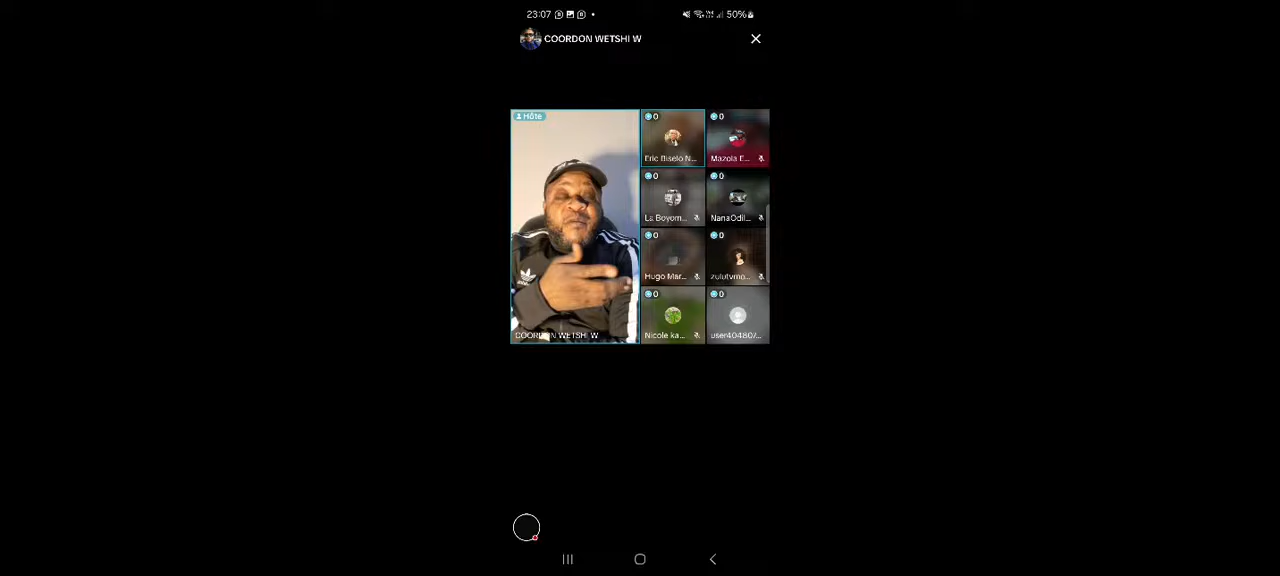 23:07 50%
COORDON WETSHI W
Hôte
0 0
Eric Biselo N... Mazola E...
0 0
La Boyom... NanaOdil...
0 0
Hugo Mar... zulutvmo...
0 0
COORDON WETSHI W Nicole ka... user40480/...